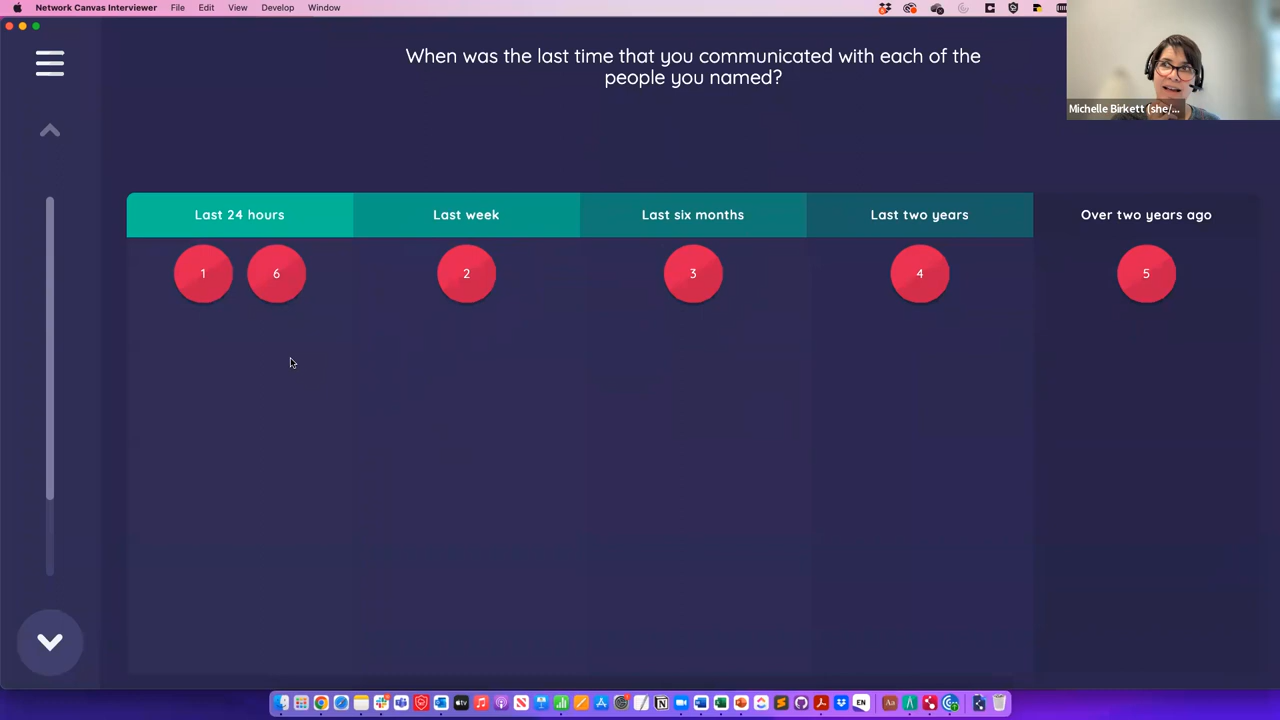 Network Canvas Interviewer File Edit View Develop Window
When was the last time that you communicated with each of the
people you named?
Michelle Birkett (she/...
Last 24 hours Last week Last six months Last two years Over two years ago
1 6 2 3 4 5
EN
Aa